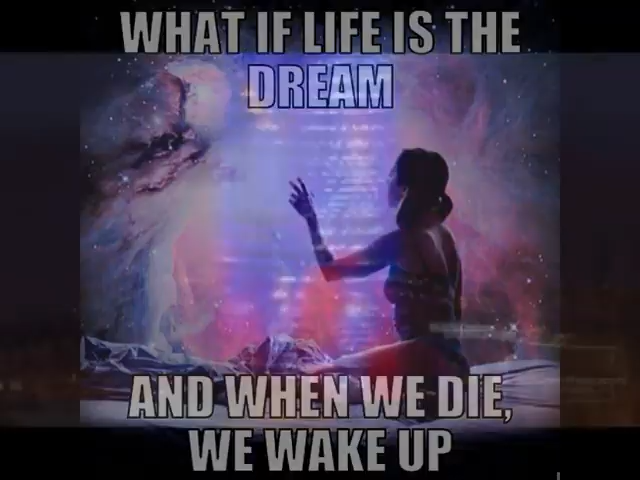 WHAT IF LIFE IS THE
DREAM
AND WHEN WE DIE,
WE WAKE UP